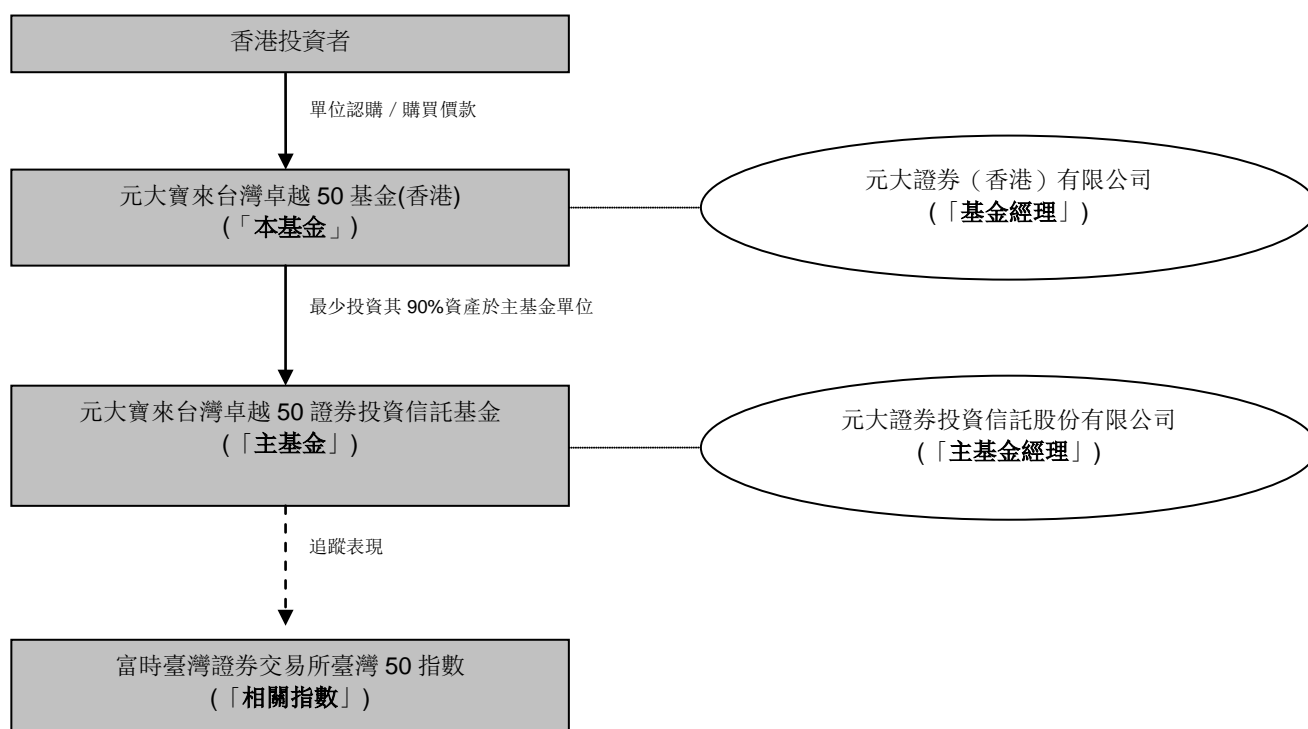 香港投資者
單位認購 / 購買價款
元大寶來台灣卓越 50 基金(香港)
(「本基金」)
元大證券（香港）有限公司
(「基金經理」)
最少投資其 90%資產於主基金單位
元大寶來台灣卓越 50 證券投資信託基金
(「主基金」)
元大證券投資信託股份有限公司
(「主基金經理」)
追蹤表現
富時臺灣證券交易所臺灣 50 指數
(「相關指數」)